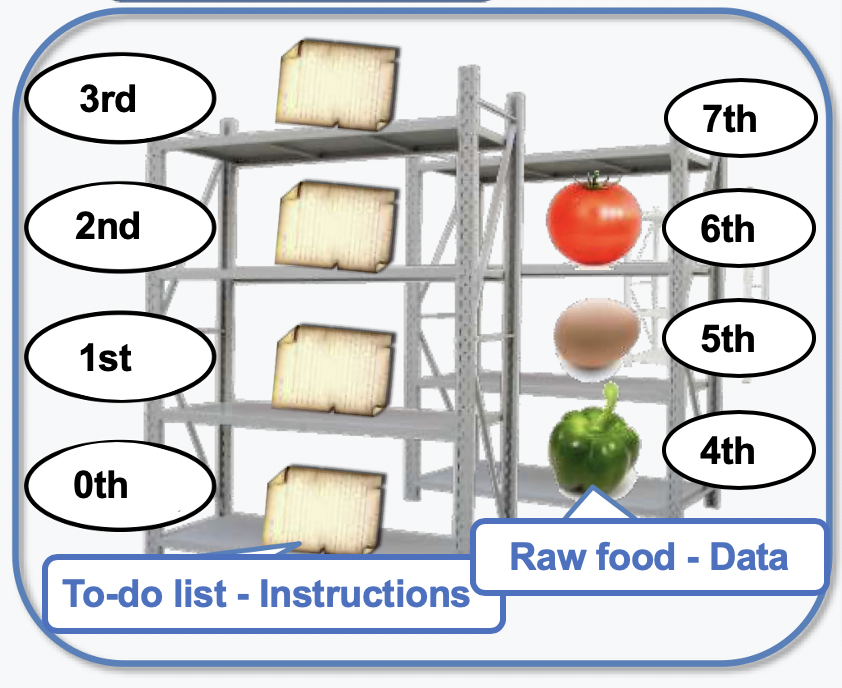 3rd
7th
2nd
6th
1st
5th
0th
4th
Raw food - Data
To-do list - Instructions